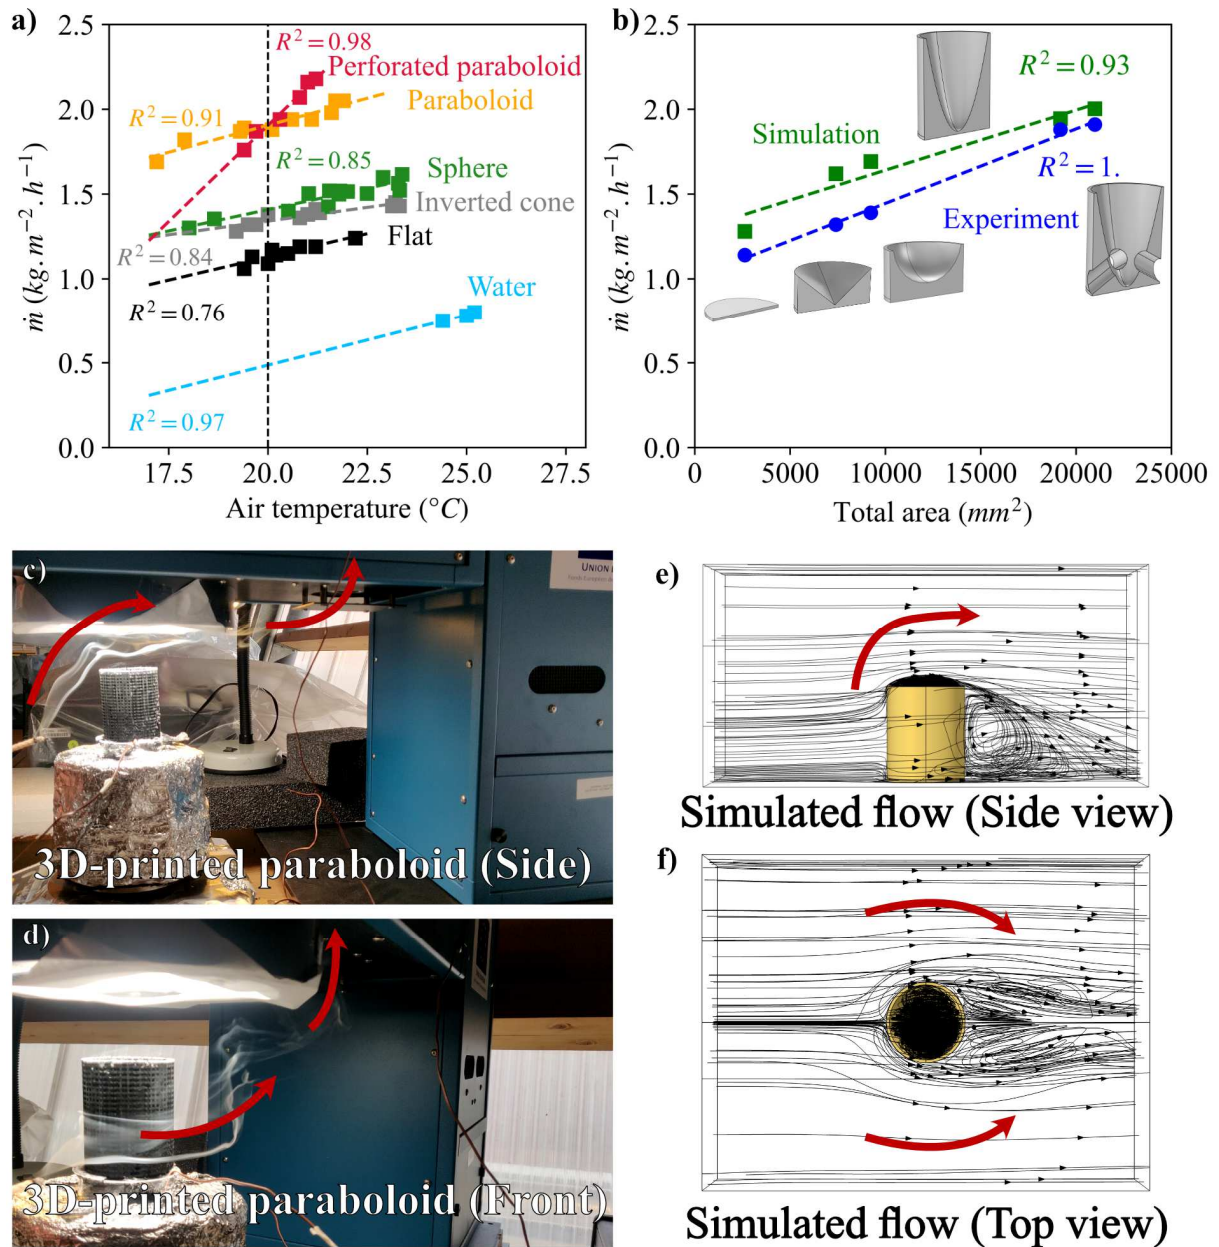 a)
ṁ (kg.m⁻².h⁻¹)
2.5
2.0
1.5
1.0
0.5
0.0
R² = 0.98
Perforated paraboloid
R² = 0.91
Paraboloid
R² = 0.85
Sphere
Inverted cone
R² = 0.84
Flat
R² = 0.76
Water
R² = 0.97
17.5 20.0 22.5 25.0 27.5
Air temperature (°C)
b)
ṁ (kg.m⁻².h⁻¹)
2.5
2.0
1.5
1.0
0.5
0.0
R² = 0.93
Simulation
R² = 1.
Experiment
0 5000 10000 15000 20000 25000
Total area (mm²)
c)
UNION
3D-printed paraboloid (Side)
d)
3D-printed paraboloid (Front)
e)
Simulated flow (Side view)
f)
Simulated flow (Top view)